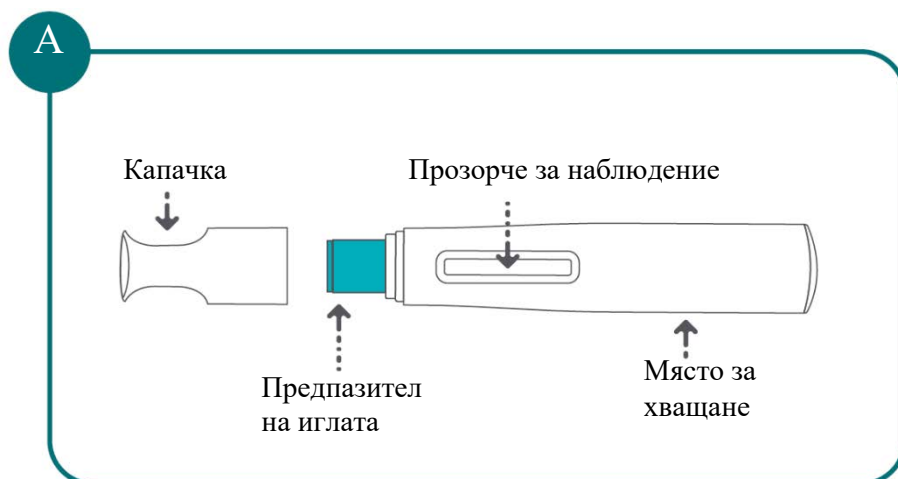 А
Капачка
Прозорче за наблюдение
Предпазител
на иглата
Място за
хващане